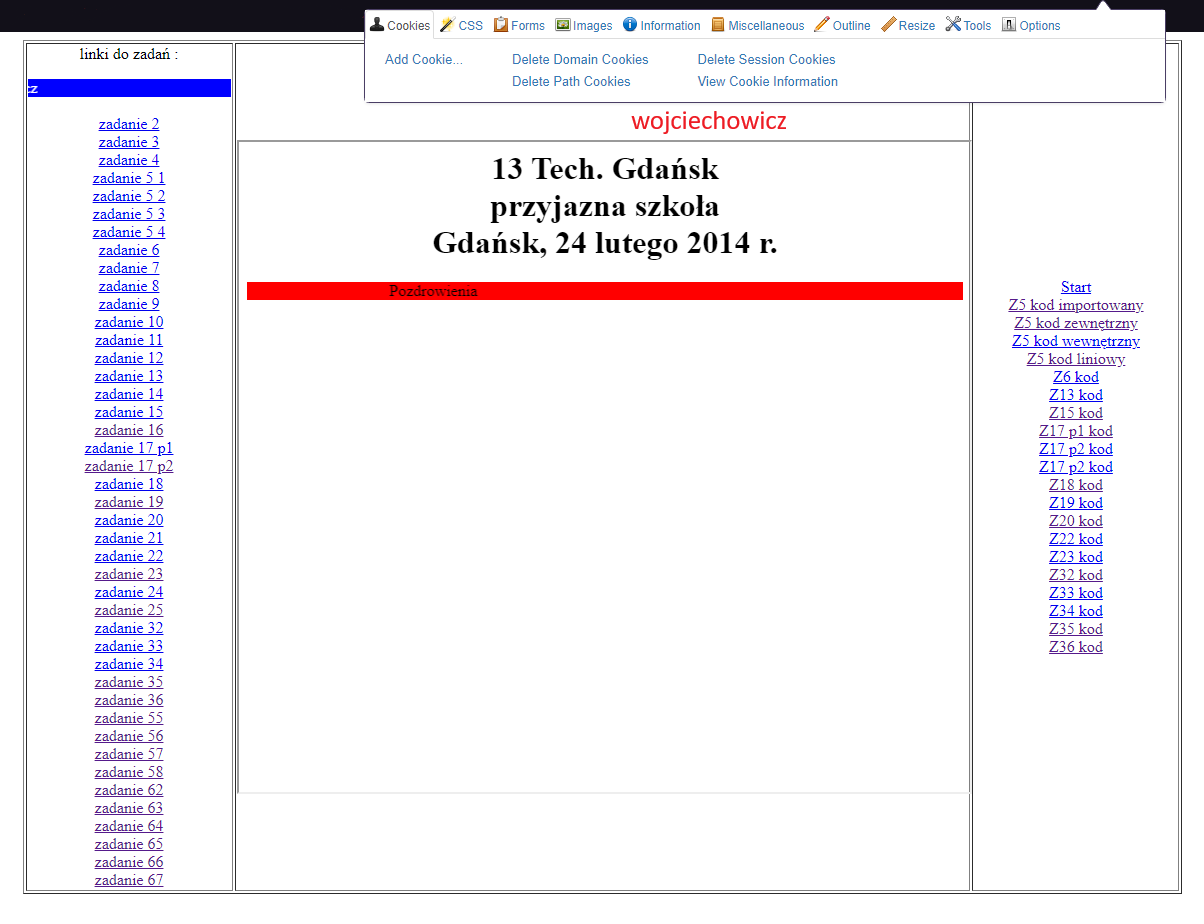 Cookies CSS Forms Images Information Miscellaneous Outline Resize Tools Options
Add Cookie... Delete Domain Cookies Delete Session Cookies
Delete Path Cookies View Cookie Information
linki do zadań :
cz
zadanie 2
zadanie 3
zadanie 4
zadanie 5 1
zadanie 5 2
zadanie 5 3
zadanie 5 4
zadanie 6
zadanie 7
zadanie 8
zadanie 9
zadanie 10
zadanie 11
zadanie 12
zadanie 13
zadanie 14
zadanie 15
zadanie 16
zadanie 17 p1
zadanie 17 p2
zadanie 18
zadanie 19
zadanie 20
zadanie 21
zadanie 22
zadanie 23
zadanie 24
zadanie 25
zadanie 32
zadanie 33
zadanie 34
zadanie 35
zadanie 36
zadanie 55
zadanie 56
zadanie 57
zadanie 58
zadanie 62
zadanie 63
zadanie 64
zadanie 65
zadanie 66
zadanie 67
wojciechowicz
13 Tech. Gdańsk
przyjazna szkoła
Gdańsk, 24 lutego 2014 r.
Pozdrowienia
Start
Z5 kod importowany
Z5 kod zewnętrzny
Z5 kod wewnętrzny
Z5 kod liniowy
Z6 kod
Z13 kod
Z15 kod
Z17 p1 kod
Z17 p2 kod
Z17 p2 kod
Z18 kod
Z19 kod
Z20 kod
Z22 kod
Z23 kod
Z32 kod
Z33 kod
Z34 kod
Z35 kod
Z36 kod